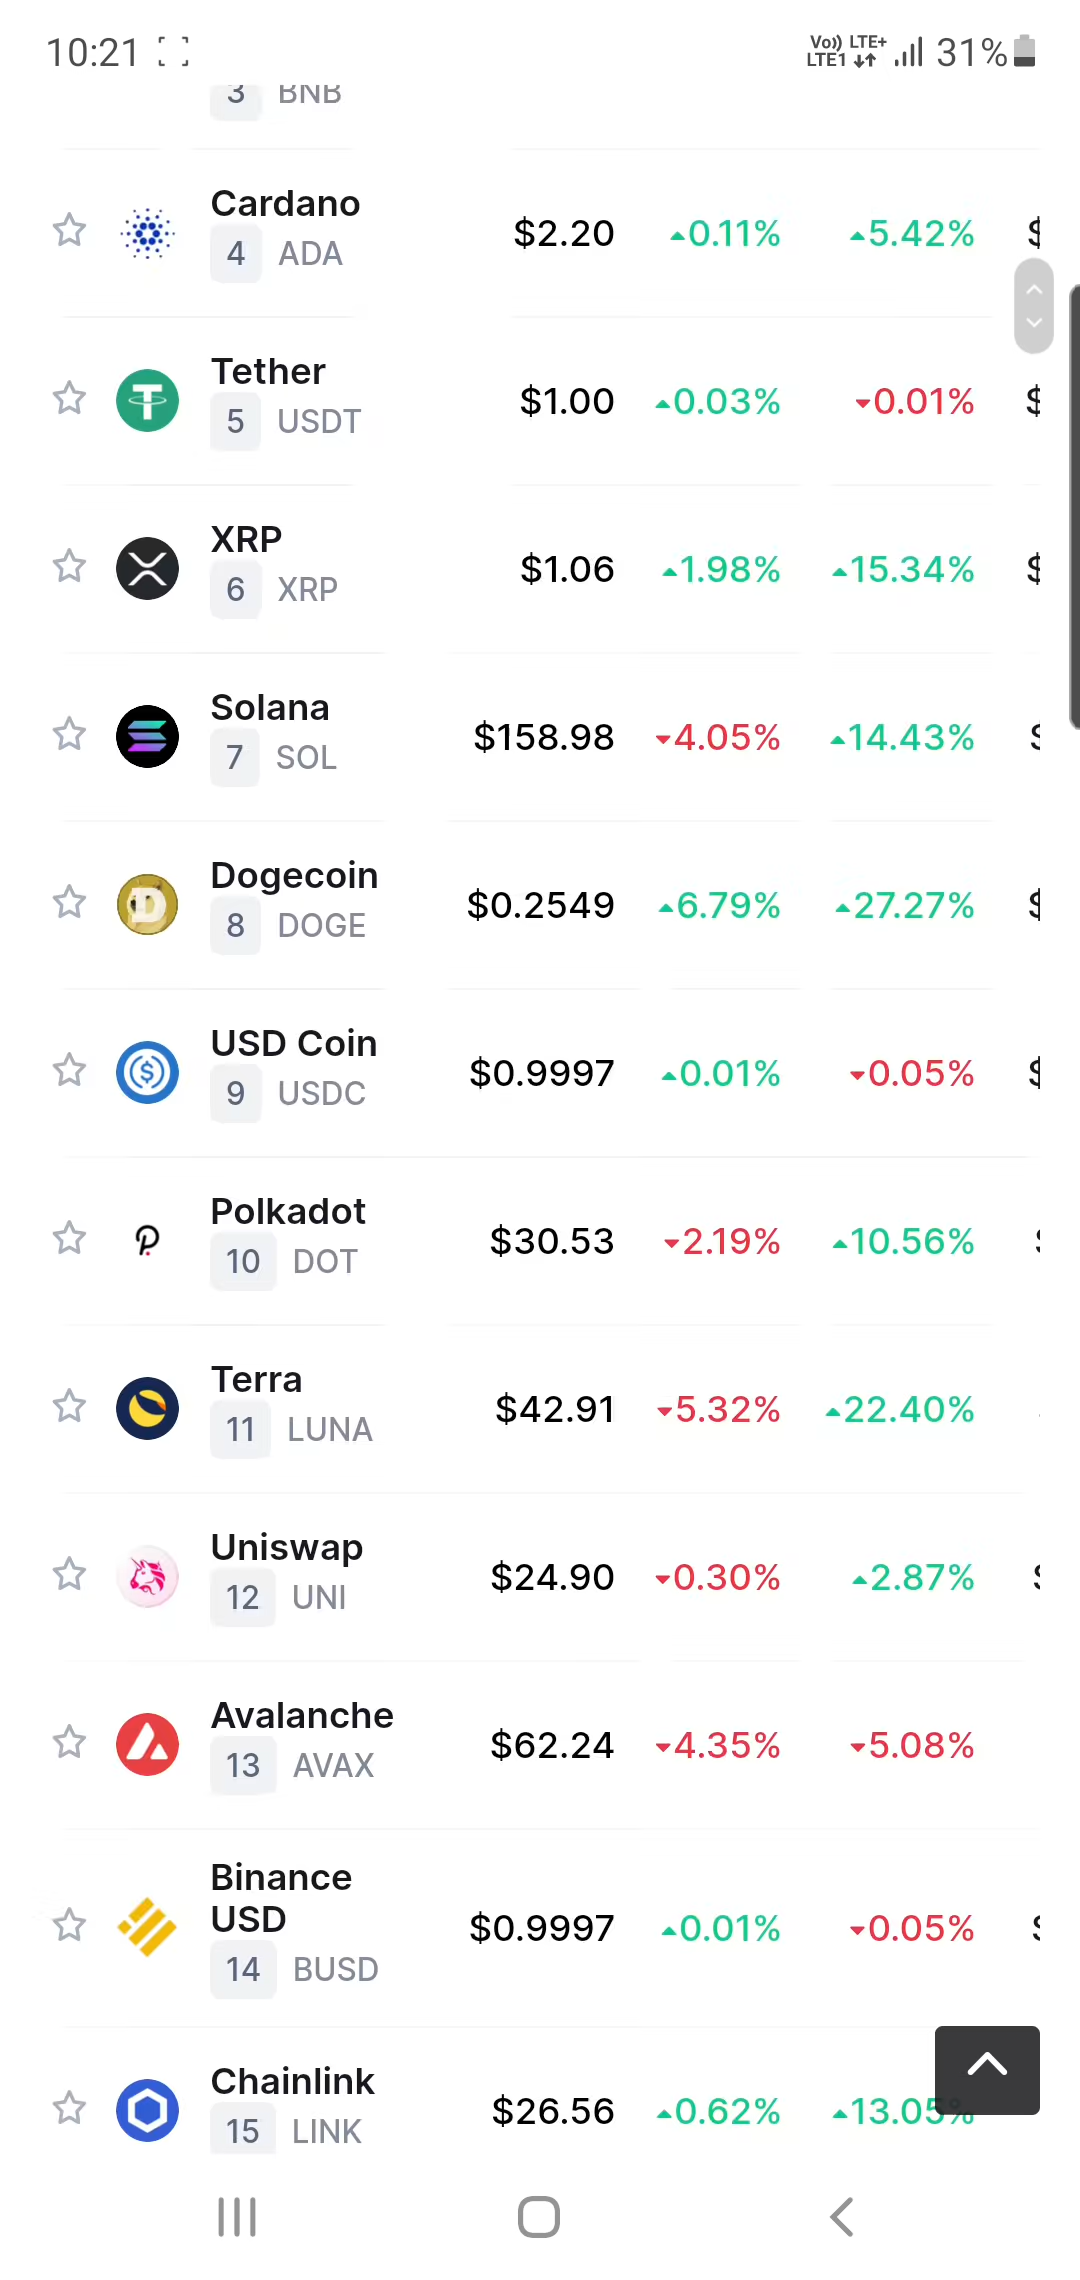 10:21 Vo)) LTE+ 31%
LTE1
3 BNB
Cardano
4 ADA $2.20 0.11% 5.42% $
Tether
5 USDT $1.00 0.03% 0.01% $
XRP
6 XRP $1.06 1.98% 15.34% $
Solana
7 SOL $158.98 4.05% 14.43% $
Dogecoin
8 DOGE $0.2549 6.79% 27.27% $
USD Coin
9 USDC $0.9997 0.01% 0.05% $
Polkadot
10 DOT $30.53 2.19% 10.56% $
Terra
11 LUNA $42.91 5.32% 22.40%
Uniswap
12 UNI $24.90 0.30% 2.87% $
Avalanche
13 AVAX $62.24 4.35% 5.08%
Binance
USD
14 BUSD $0.9997 0.01% 0.05% $
Chainlink
15 LINK $26.56 0.62% 13.05%